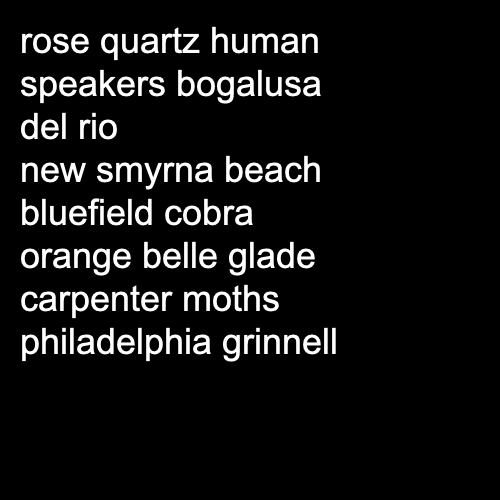 rose quartz human
speakers bogalusa
del rio
new smyrna beach
bluefield cobra
orange belle glade
carpenter moths
philadelphia grinnell